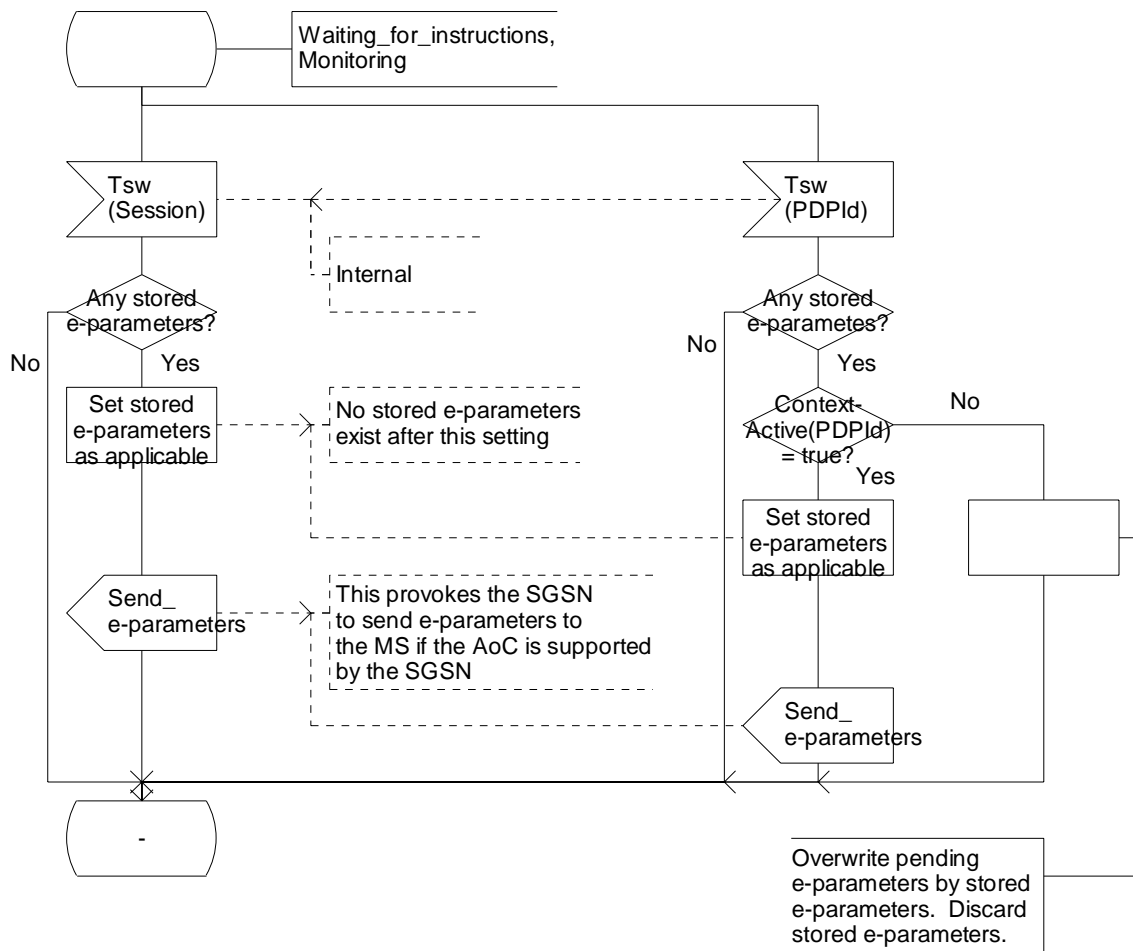 Waiting_for_instructions,
Monitoring
Tsw
(Session)
Tsw
(PDPId)
Internal
Any stored
e-parameters?
Any stored
e-parametes?
No
Yes
No
Yes
Set stored
e-parameters
as applicable
No stored e-parameters
exist after this setting
Context-
Active(PDPId)
= true?
No
Yes
Set stored
e-parameters
as applicable
Send_
e-parameters
This provokes the SGSN
to send e-parameters to
the MS if the AoC is supported
by the SGSN
Send_
e-parameters
-
Overwrite pending
e-parameters by stored
e-parameters.  Discard
stored e-parameters.